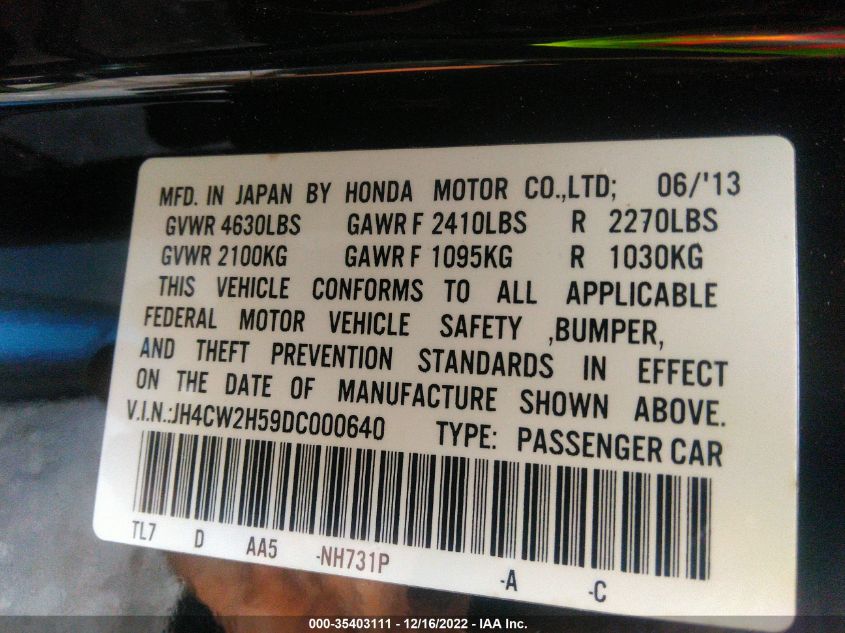 MFD. IN JAPAN BY HONDA MOTOR CO.,LTD; 06/'13
GVWR 4630LBS GAWR F 2410LBS R 2270LBS
GVWR 2100KG GAWR F 1095KG R 1030KG
THIS VEHICLE CONFORMS TO ALL APPLICABLE
FEDERAL MOTOR VEHICLE SAFETY ,BUMPER,
AND THEFT PREVENTION STANDARDS IN EFFECT
ON THE DATE OF MANUFACTURE SHOWN ABOVE.
V.I.N.:JH4CW2H59DC000640 TYPE: PASSENGER CAR
TL7 D AA5 -NH731P -A -C
000-35403111 - 12/16/2022 - IAA Inc.